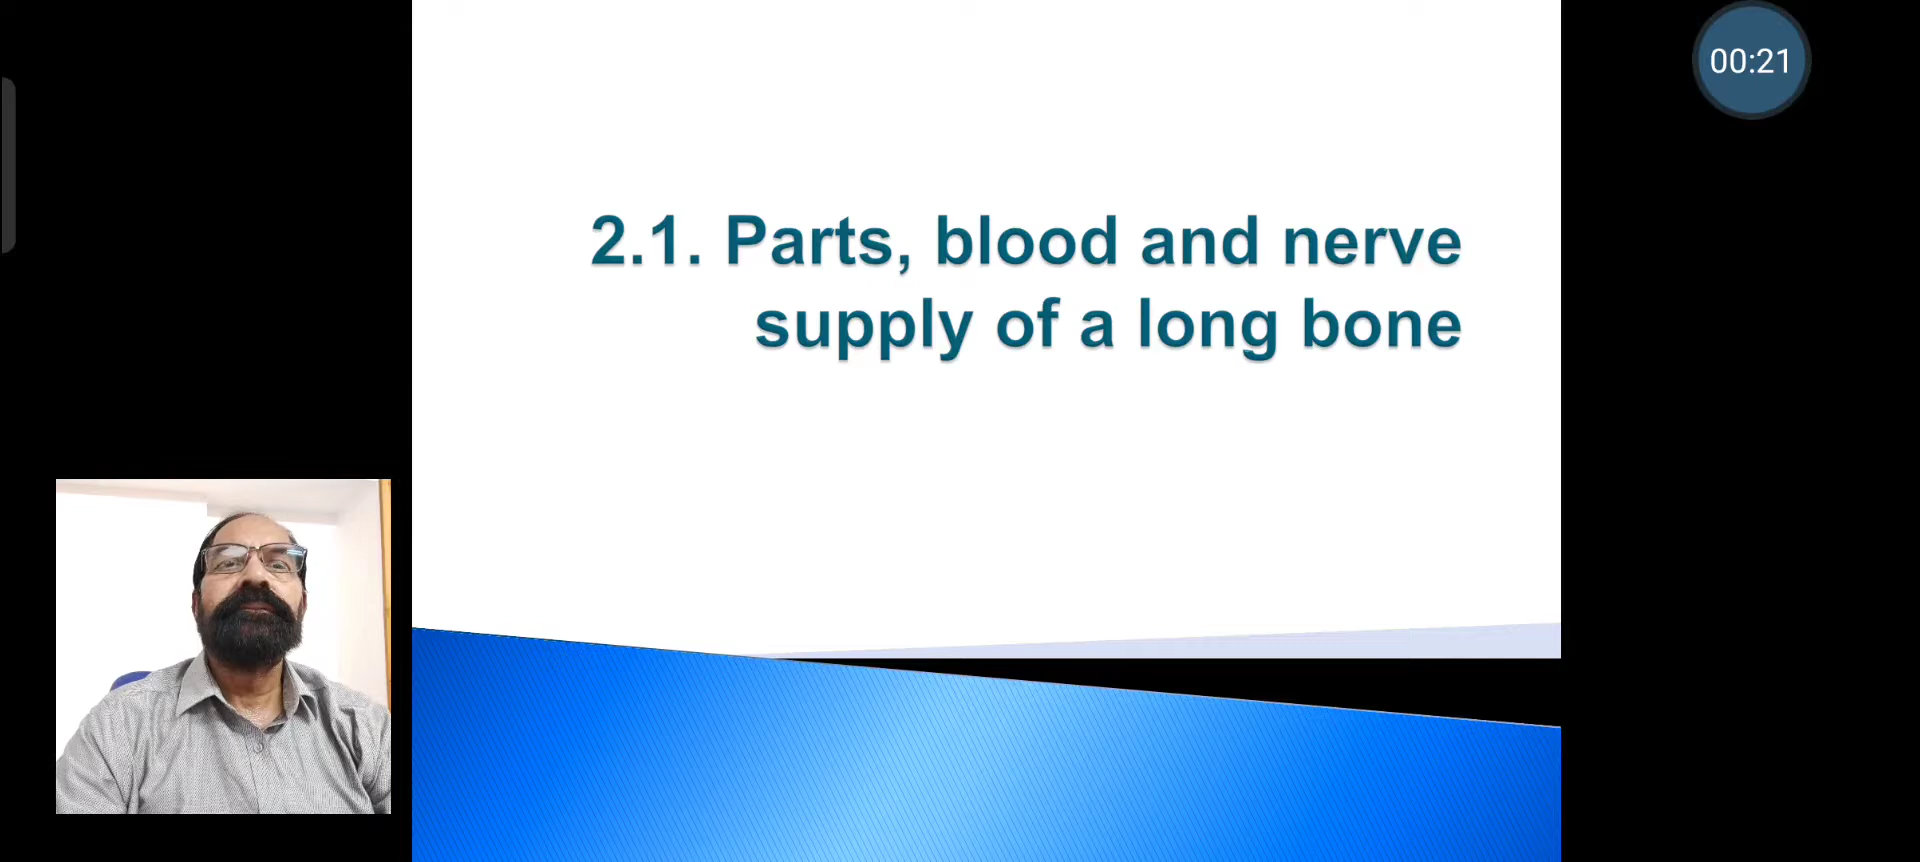 00:21
2.1. Parts, blood and nerve
supply of a long bone